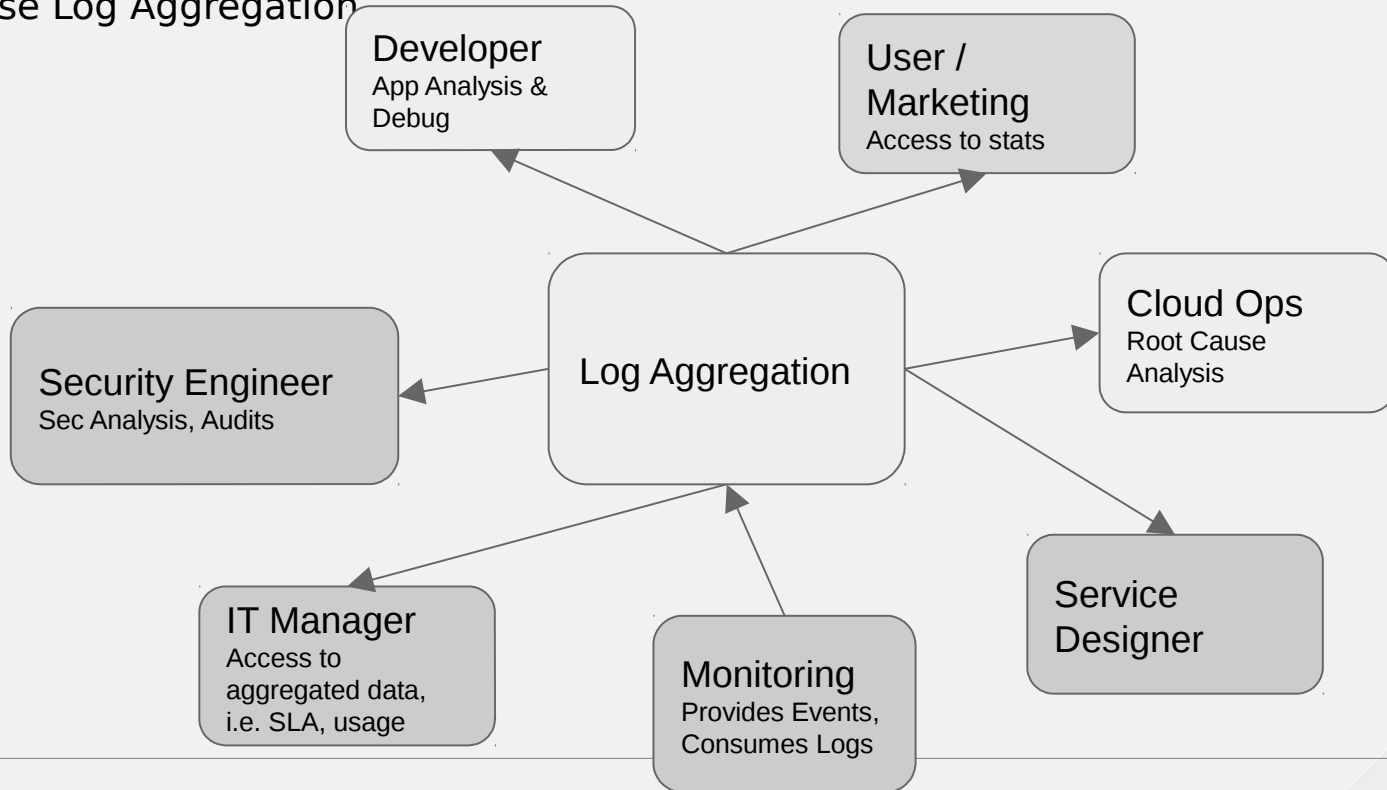 se Log Aggregation
Developer
App Analysis &
Debug
User /
Marketing
Access to stats
Cloud Ops
Root Cause
Analysis
Log Aggregation
Security Engineer
Sec Analysis, Audits
Service
Designer
IT Manager
Access to
aggregated data,
i.e. SLA, usage
Monitoring
Provides Events,
Consumes Logs